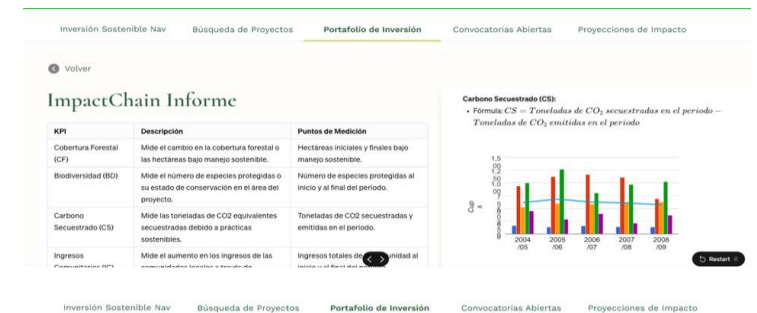 Inversión Sostenible Nav
Búsqueda de Proyectos
Portafolio de Inversión
Convocatorias Abiertas
Proyecciones de Impacto
Volver
ImpactChain Informe
KPI
Descripción
Puntos de Medición
Cobertura Forestal
(CF)
Mide el cambio en la cobertura forestal o
las hectáreas bajo manejo sostenible.
Hectáreas iniciales y finales bajo
manejo sostenible.
Biodiversidad (BD)
Mide el número de especies protegidas o
su estado de conservación en el área del
proyecto.
Número de especies protegidas al
inicio y al final del periodo.
Carbono
Secuestrado (CS)
Mide las toneladas de CO2 equivalentes
secuestradas debido a prácticas
sostenibles.
Toneladas de CO2 secuestradas y
emitidas en el periodo.
Ingresos
Mide el aumento en los ingresos de las
Ingresos totales de
Carbono Secuestrado (CS):
• Fórmula: CS = Toneladas de CO₂ secuestradas en el periodo −
Toneladas de CO₂ emitidas en el periodo
2004
/05
2005
/06
2006
/07
2007
/08
2008
/09
Restart
Inversión Sostenible Nav
Búsqueda de Proyectos
Portafolio de Inversión
Convocatorias Abiertas
Proyecciones de Impacto